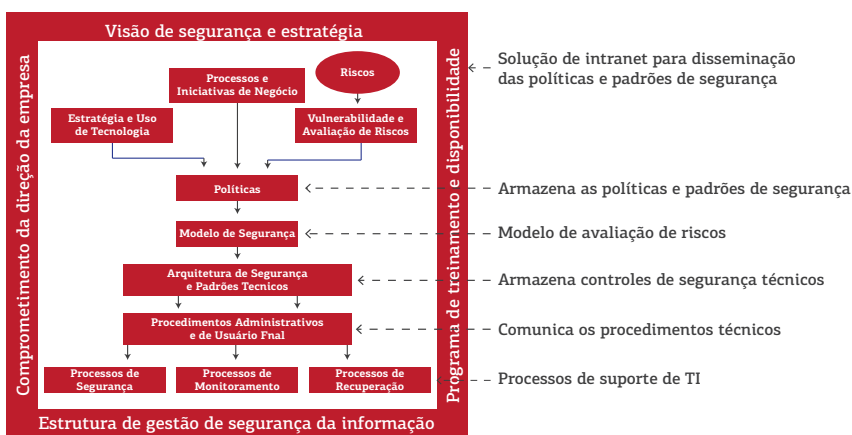 Visão de segurança e estratégia
Comprometimento da direção da empresa
Programa de treinamento e disponibilidade
Solução de intranet para disseminação
das políticas e padrões de segurança
Processos e
Iniciativas de Negócio
Riscos
Estratégia e Uso
de Tecnologia
Vulnerabilidade e
Avaliação de Riscos
Políticas
Armazena as políticas e padrões de segurança
Modelo de Segurança
Modelo de avaliação de riscos
Arquitetura de Segurança
e Padrões Tecnicos
Armazena controles de segurança técnicos
Procedimentos Administrativos
e de Usuário Fnal
Comunica os procedimentos técnicos
Processos de
Segurança
Processos de
Monitoramento
Processos de
Recuperação
Processos de suporte de TI
Estrutura de gestão de segurança da informação